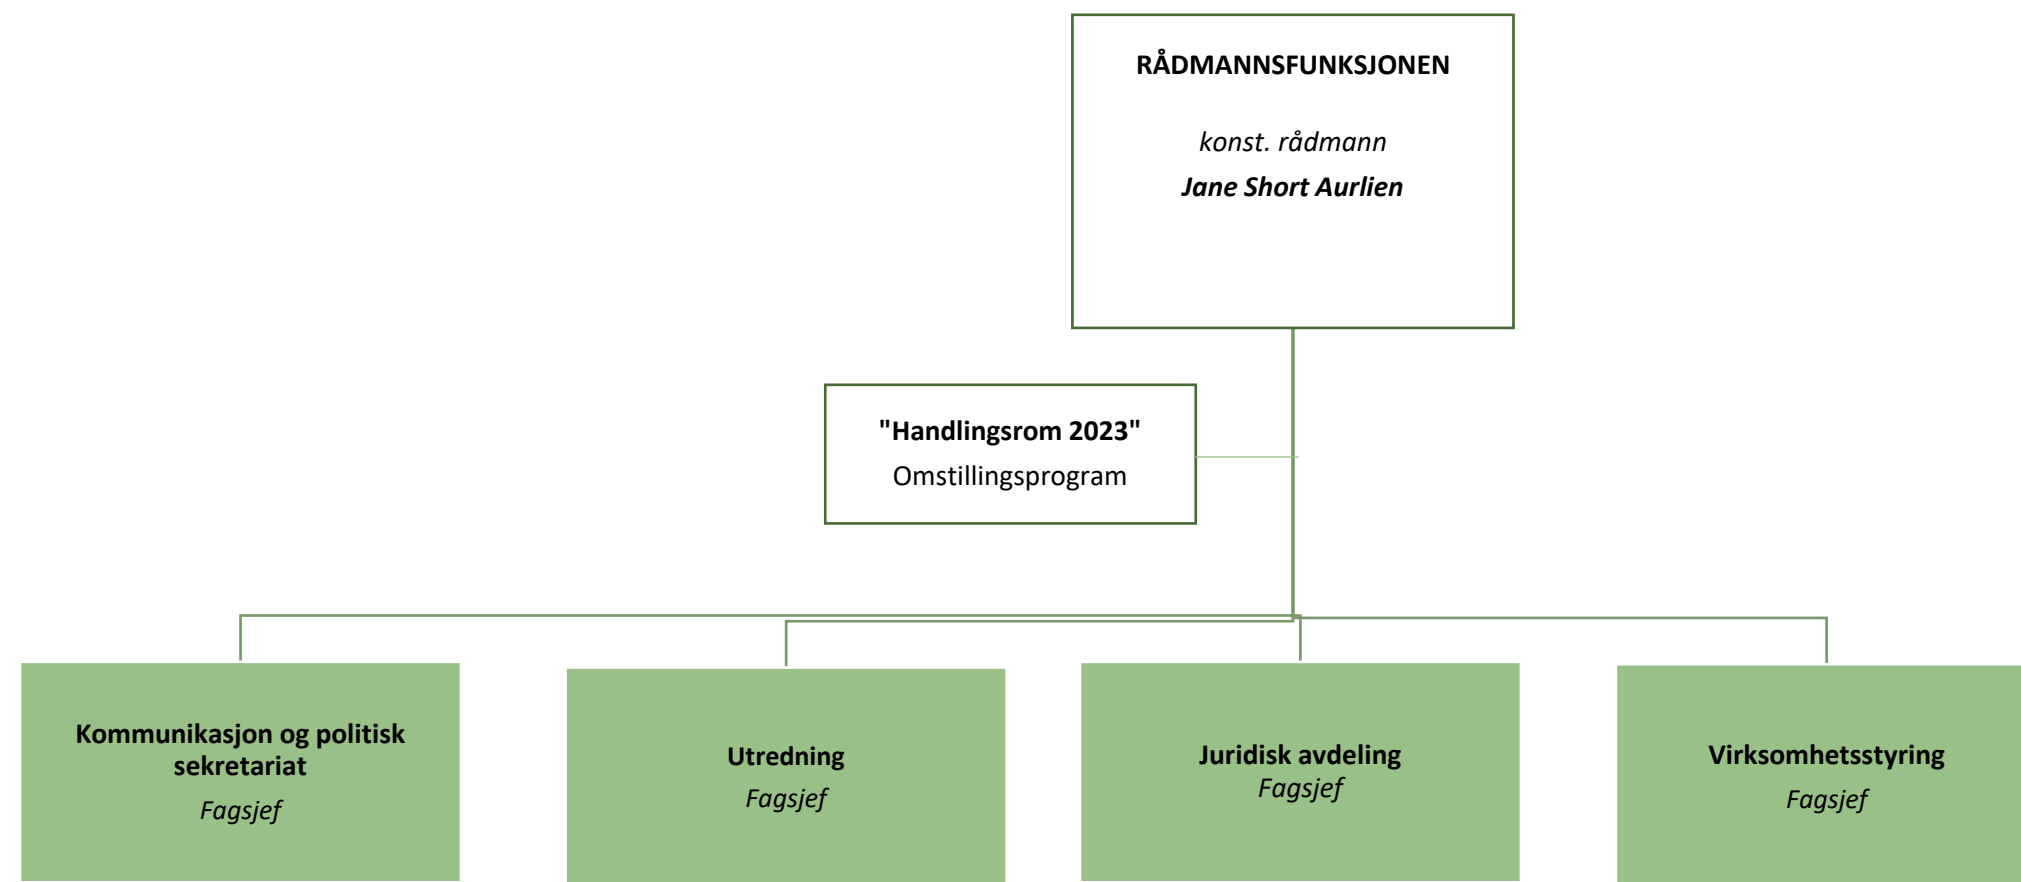 RÅDMANNSFUNKSJONEN
konst. rådmann
Jane Short Aurlien
"Handlingsrom 2023"
Omstillingsprogram
Kommunikasjon og politisk
sekretariat
Fagsjef
Utredning
Fagsjef
Juridisk avdeling
Fagsjef
Virksomhetsstyring
Fagsjef